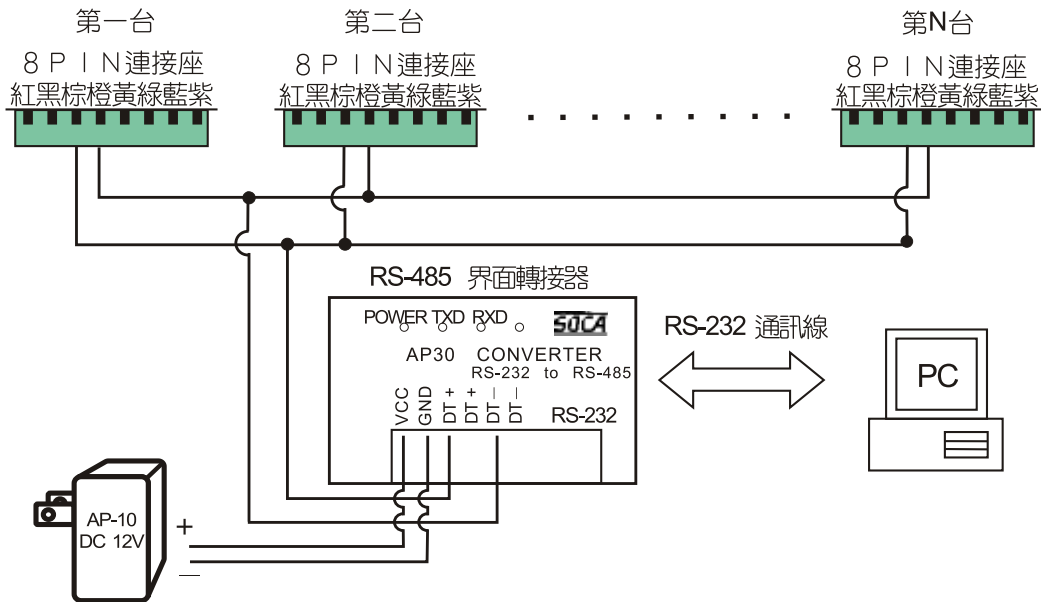 第一台
第二台
第N台
8 P I N連接座
8 P I N連接座
8 P I N連接座
紅黑棕橙黃綠藍紫
紅黑棕橙黃綠藍紫
紅黑棕橙黃綠藍紫
RS-485 界面轉接器
POWER TXD RXD
SOCA
AP30 CONVERTER
RS-232 to RS-485
VCC
GND
DT+
DT+
DT－
DT－
RS-232
RS-232 通訊線
PC
AP-10
DC 12V
+
—